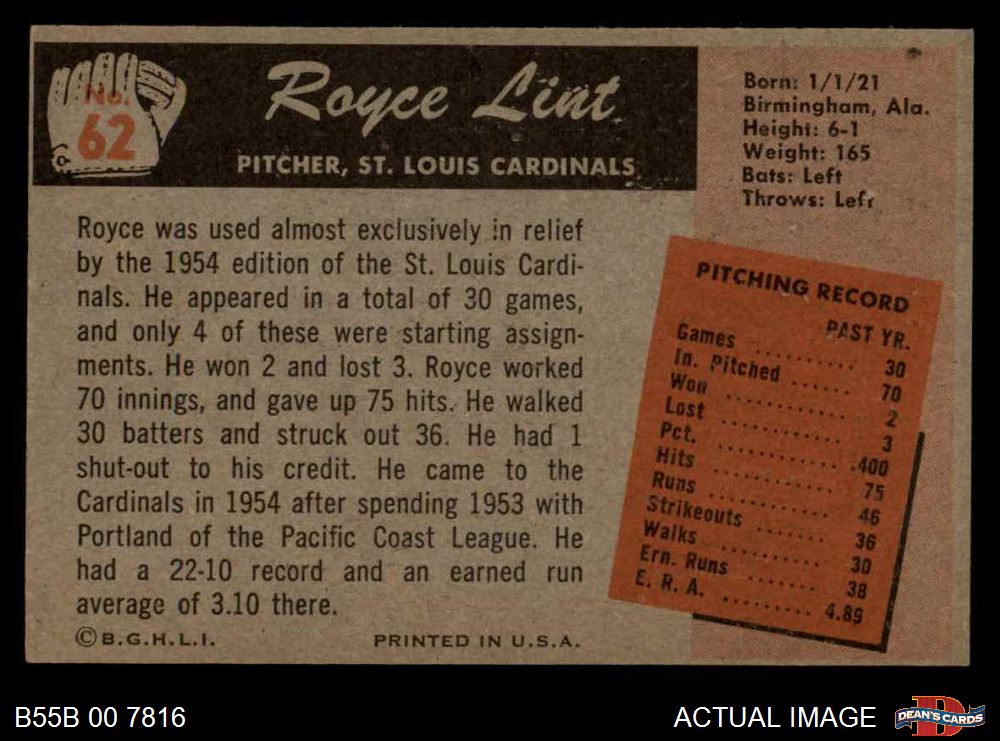 No.
62
Royce Lint
PITCHER, ST. LOUIS CARDINALS
Born: 1/1/21
Birmingham, Ala.
Height: 6-1
Weight: 165
Bats: Left
Throws: Left
Royce was used almost exclusively in relief
by the 1954 edition of the St. Louis Cardi-
nals. He appeared in a total of 30 games,
and only 4 of these were starting assign-
ments. He won 2 and lost 3. Royce worked
70 innings, and gave up 75 hits. He walked
30 batters and struck out 36. He had 1
shut-out to his credit. He came to the
Cardinals in 1954 after spending 1953 with
Portland of the Pacific Coast League. He
had a 22-10 record and an earned run
average of 3.10 there.
©B.G.H.L.I. PRINTED IN U.S.A.
PITCHING RECORD
PAST YR.
Games .......... 30
In. Pitched ...... 70
Won ............ 2
Lost ............ 3
Pct. ............ .400
Hits ............ 75
Runs ........... 46
Strikeouts ....... 36
Walks .......... 30
Ern. Runs ....... 38
E. R. A. ......... 4.89
B55B 00 7816
ACTUAL IMAGE
D
DEAN'S CARDS